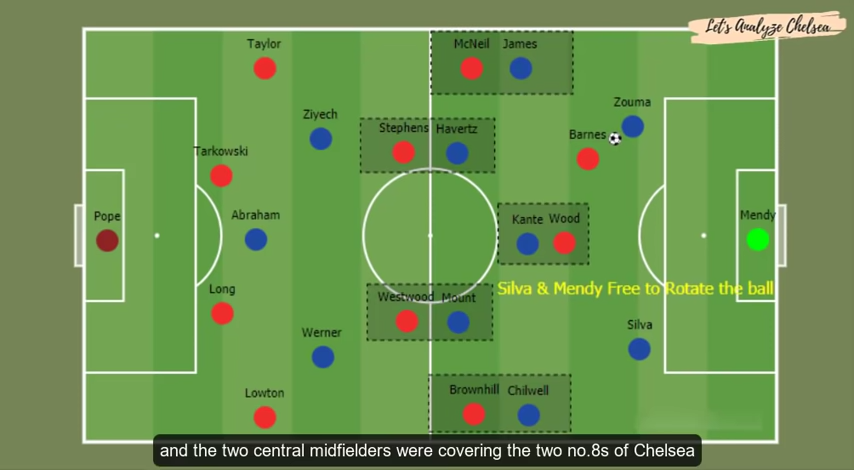 Let's Analyze Chelsea
Taylor
McNeil James
Zouma
Ziyech
Stephens Havertz
Barnes
Tarkowski
Pope
Abraham
Kante Wood
Mendy
Long
Westwood Mount
Silva & Mendy Free to Rotate the ball
Werner
Silva
Lowton
Brownhill Chilwell
and the two central midfielders were covering the two no.8s of Chelsea